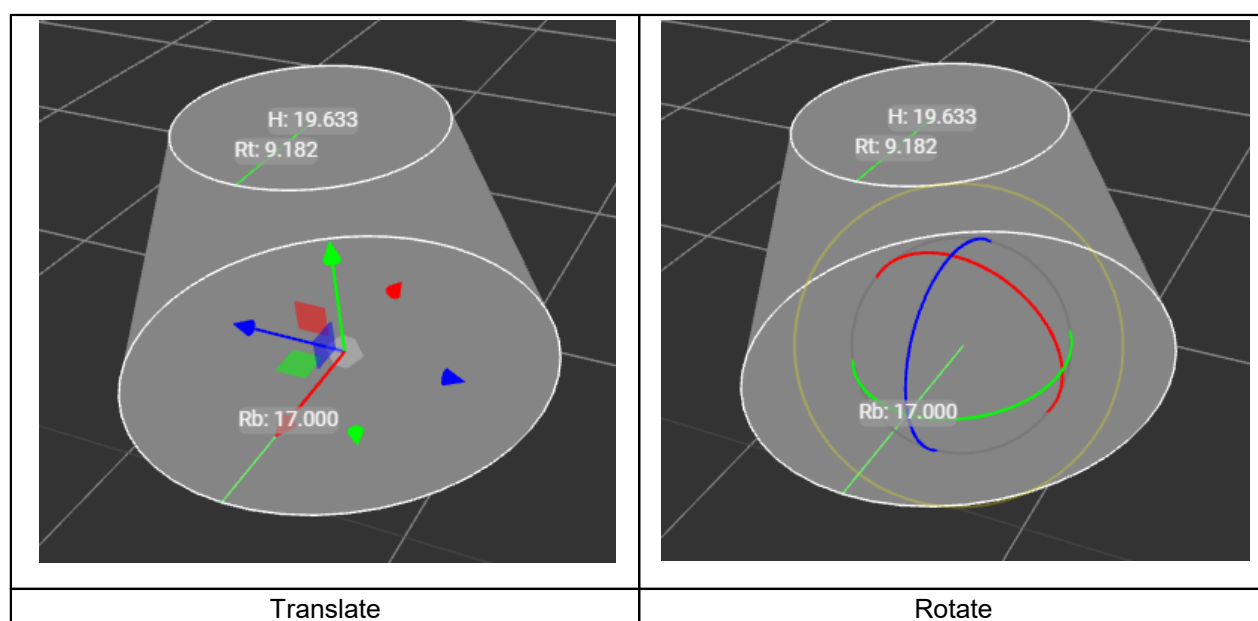 H: 19.633
Rt: 9.182
Rb: 17.000
H: 19.633
Rt: 9.182
Rb: 17.000
Translate
Rotate